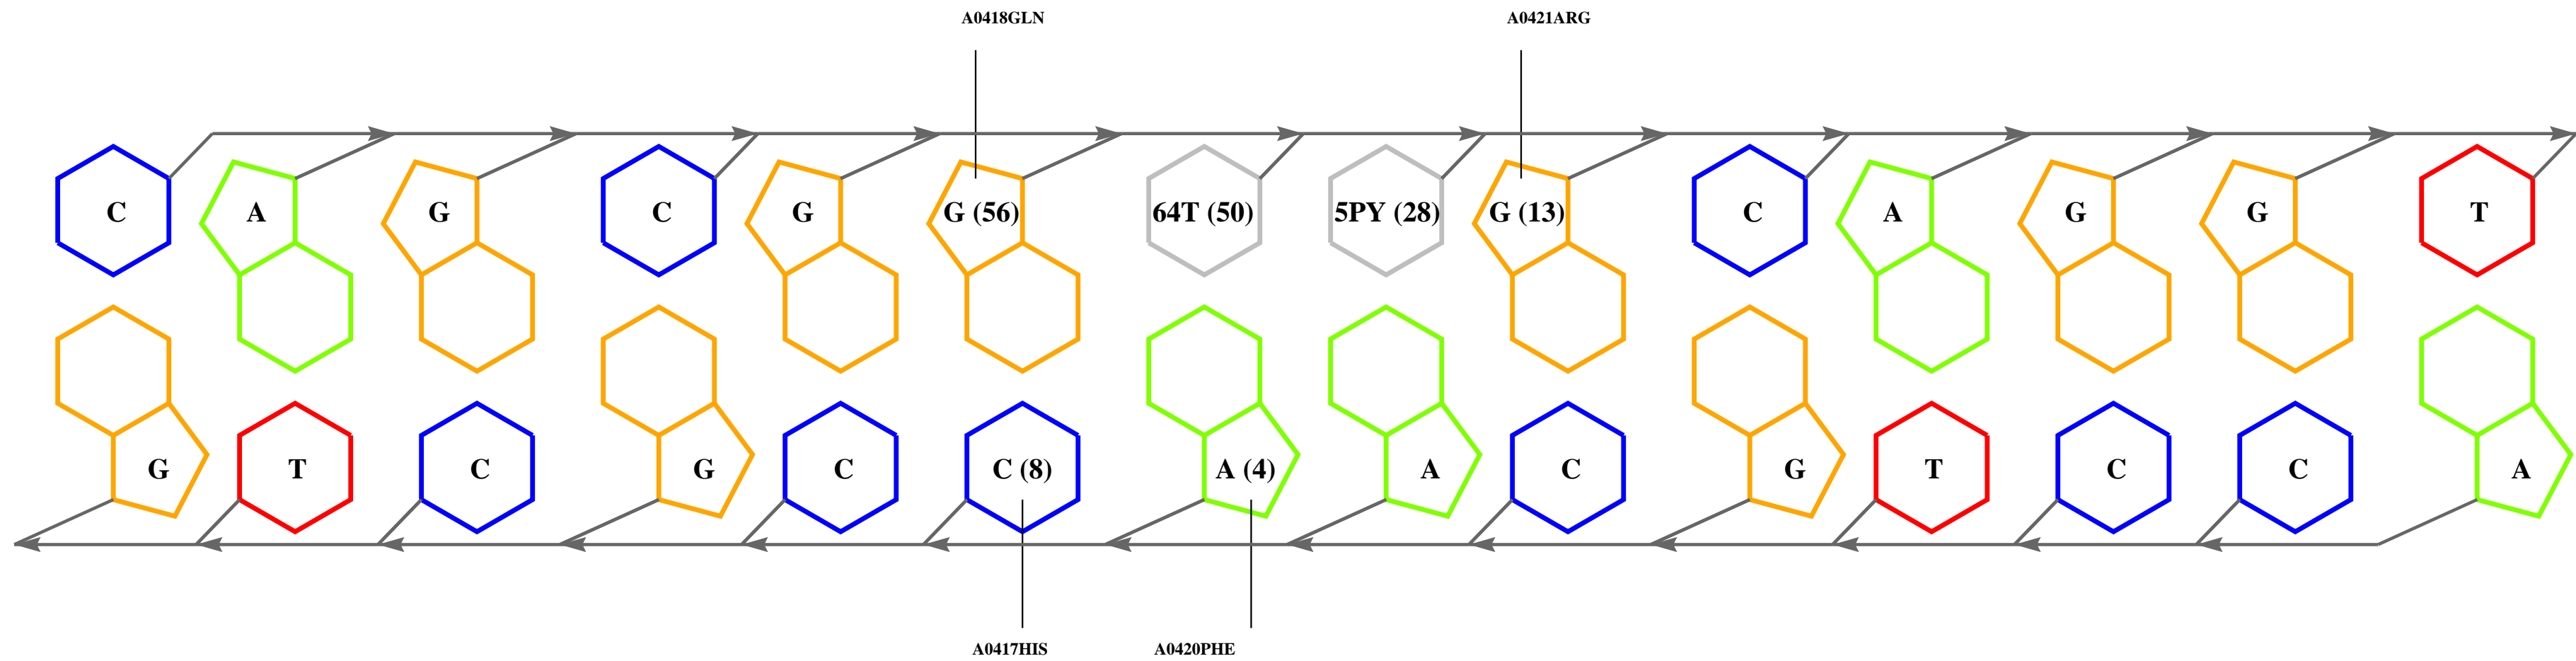 A0418GLN A0421ARG
C A G C G G (56) 64T (50) 5PY (28) G (13) C A G G T
G T C G C C (8) A (4) A C G T C C A
A0417HIS A0420PHE